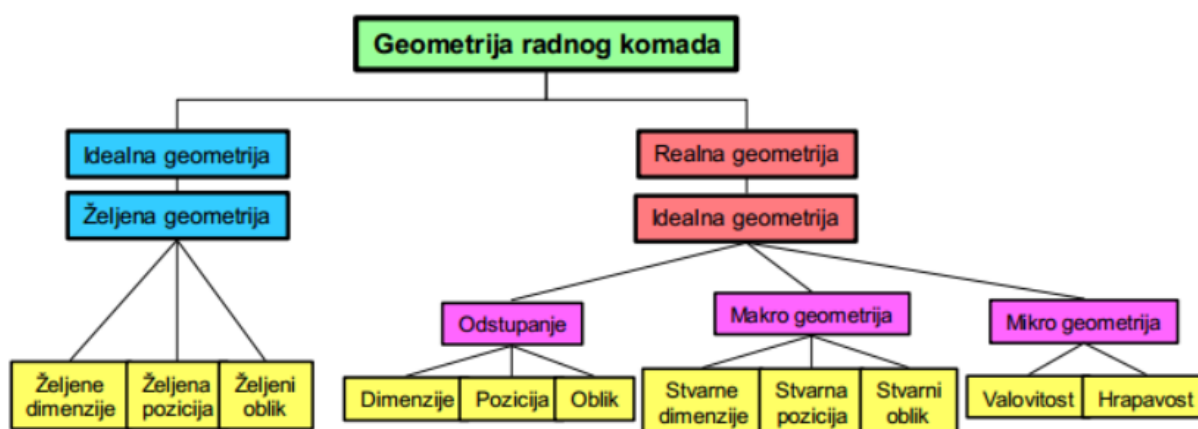 Geometrija radnog komada
Idealna geometrija
Realna geometrija
Željena geometrija
Idealna geometrija
Odstupanje
Makro geometrija
Mikro geometrija
Željene
dimenzije
Željena
pozicija
Željeni
oblik
Dimenzije
Pozicija
Oblik
Stvarne
dimenzije
Stvarna
pozicija
Stvarni
oblik
Valovitost
Hrapavost